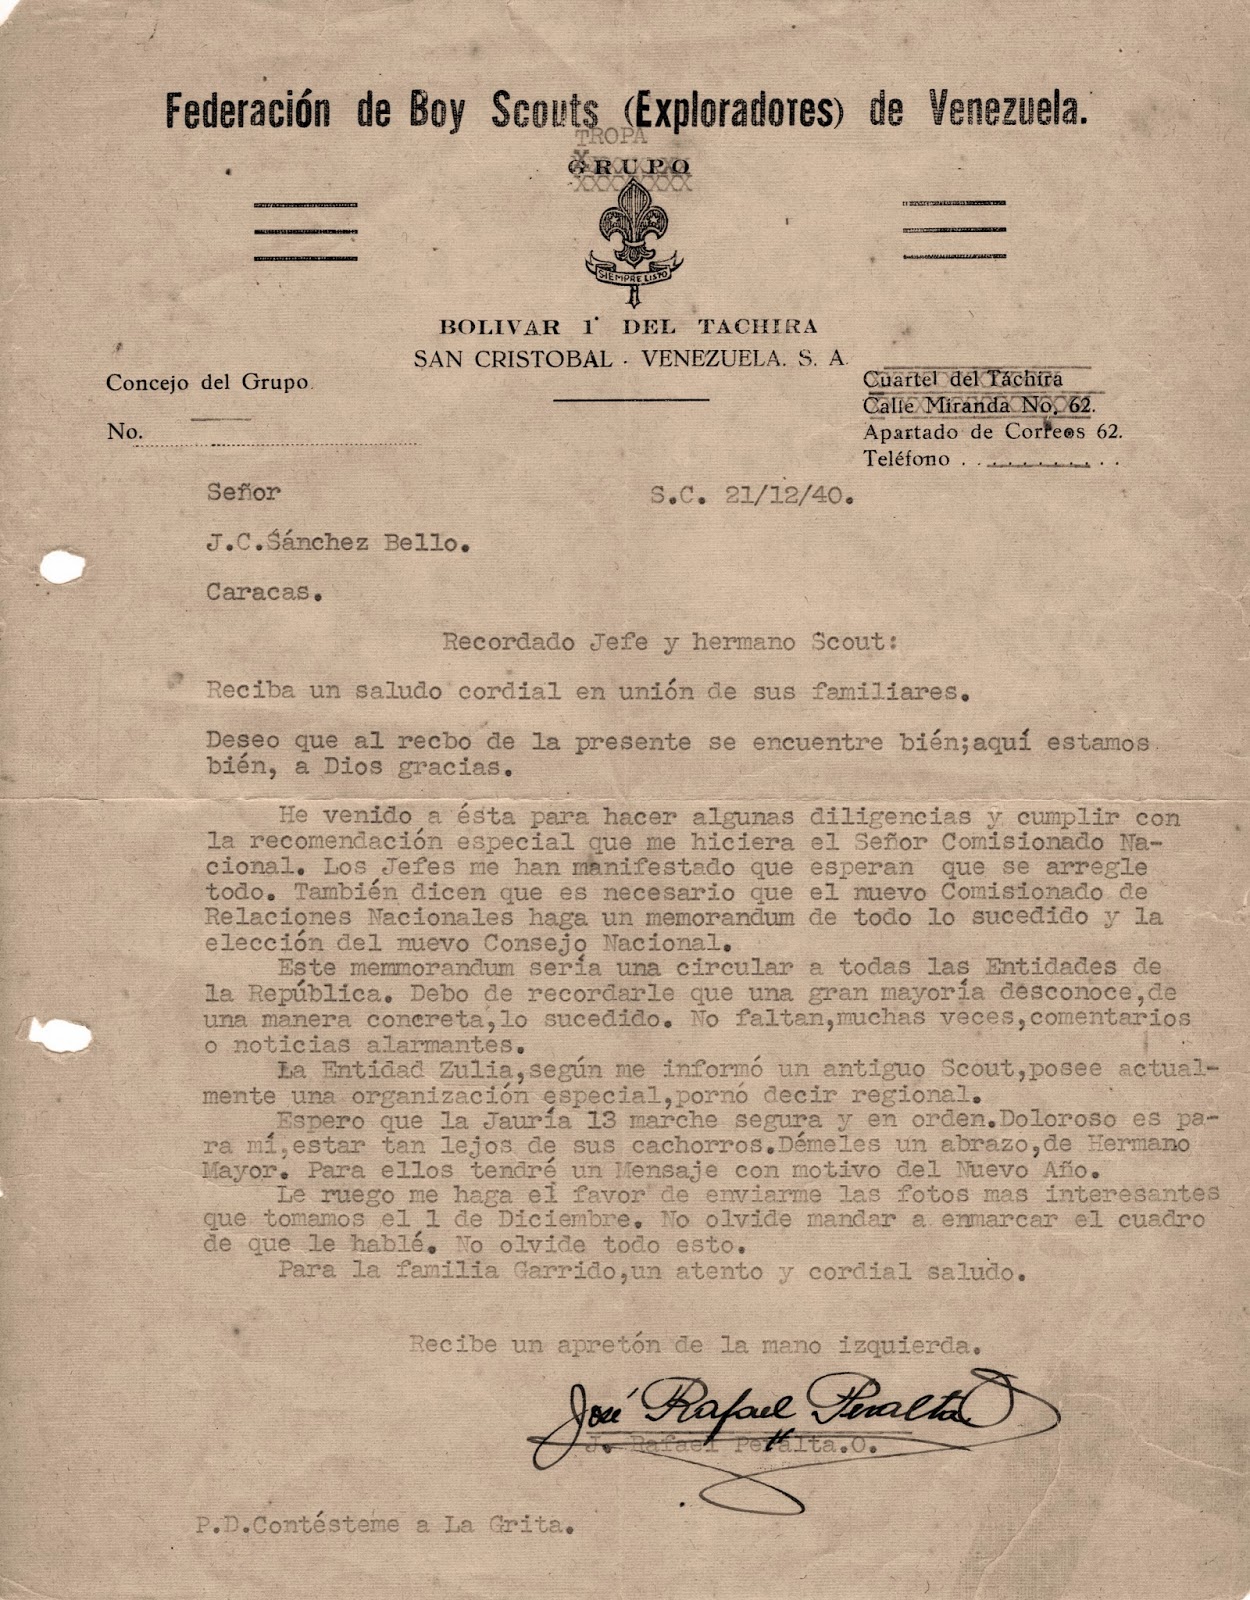 Federación de Boy Scouts (Exploradores) de Venezuela.
TROPA
GRUPO
SIEMPRE LISTO
BOLIVAR 1° DEL TACHIRA
SAN CRISTOBAL - VENEZUELA. S. A.
Concejo del Grupo.
No.
Cuartel del Táchira
Calle Miranda No, 62.
Apartado de Correos 62.
Teléfono . . . . . . . . . . . .
Señor
S.C. 21/12/40.
J.C.Sánchez Bello.
Caracas.
Recordado Jefe y hermano Scout:
Reciba un saludo cordial en unión de sus familiares.
Deseo que al recbo de la presente se encuentre bién;aquí estamos
bién, a Dios gracias.
He venido a ésta para hacer algunas diligencias y cumplir con
la recomendación especial que me hiciera el Señor Comisionado Na-
cional. Los Jefes me han manifestado que esperan que se arregle
todo. También dicen que es necesario que el nuevo Comisionado de
Relaciones Nacionales haga un memorandum de todo lo sucedido y la
elección del nuevo Consejo Nacional.
Este memmorandum sería una circular a todas las Entidades de
la República. Debo de recordarle que una gran mayoría desconoce,de
una manera concreta,lo sucedido. No faltan,muchas veces,comentarios
o noticias alarmantes.
La Entidad Zulia,según me informó un antiguo Scout,posee actual-
mente una organización especial,pornó decir regional.
Espero que la Jauría 13 marche segura y en orden.Doloroso es pa-
ra mí,estar tan lejos de sus cachorros.Démeles un abrazo,de Hermano
Mayor. Para ellos tendré un Mensaje con motivo del Nuevo Año.
Le ruego me haga el favor de enviarme las fotos mas interesantes
que tomamos el 1 de Diciembre. No olvide mandar a enmarcar el cuadro
de que le hablé. No olvide todo esto.
Para la familia Garrido,un atento y cordial saludo.
Recibe un apretón de la mano izquierda.
José Rafael Peralta O
J. Rafael Peralta.O.
P.D.Contésteme a La Grita.